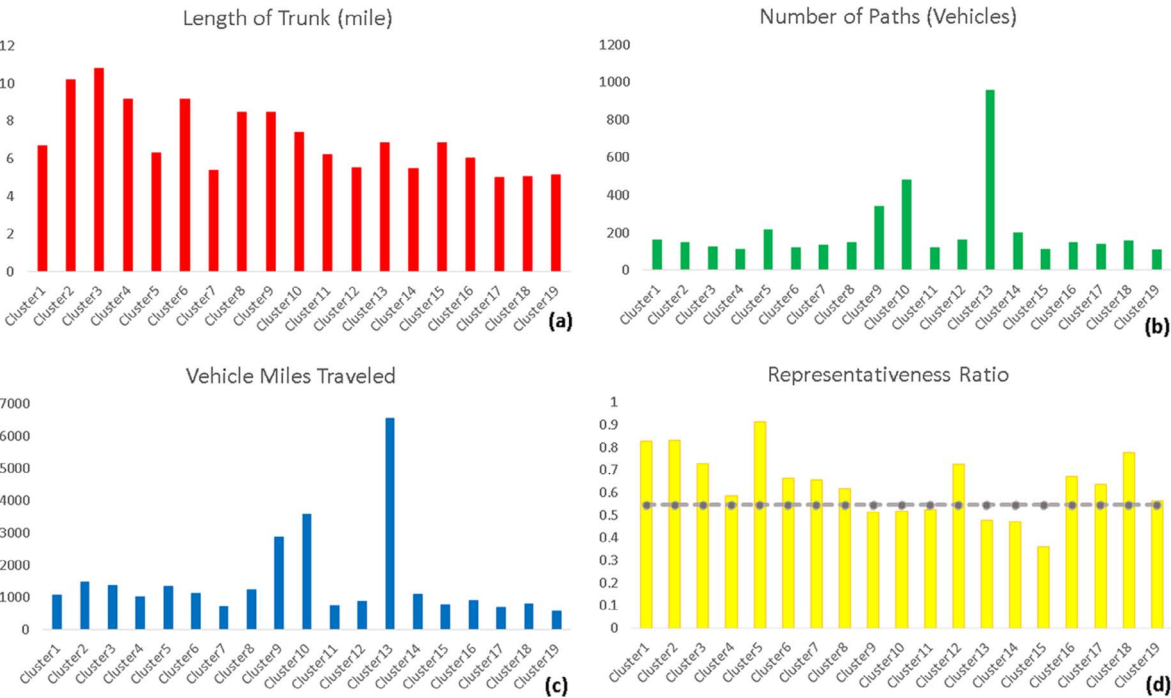 Length of Trunk (mile)
12
10
8
6
4
2
0
Cluster1 Cluster2 Cluster3 Cluster4 Cluster5 Cluster6 Cluster7 Cluster8 Cluster9 Cluster10 Cluster11 Cluster12 Cluster13 Cluster14 Cluster15 Cluster16 Cluster17 Cluster18 Cluster19
(a)
Number of Paths (Vehicles)
1200
1000
800
600
400
200
0
Cluster1 Cluster2 Cluster3 Cluster4 Cluster5 Cluster6 Cluster7 Cluster8 Cluster9 Cluster10 Cluster11 Cluster12 Cluster13 Cluster14 Cluster15 Cluster16 Cluster17 Cluster18 Cluster19
(b)
Vehicle Miles Traveled
7000
6000
5000
4000
3000
2000
1000
0
Cluster1 Cluster2 Cluster3 Cluster4 Cluster5 Cluster6 Cluster7 Cluster8 Cluster9 Cluster10 Cluster11 Cluster12 Cluster13 Cluster14 Cluster15 Cluster16 Cluster17 Cluster18 Cluster19
(c)
Representativeness Ratio
1
0.9
0.8
0.7
0.6
0.5
0.4
0.3
0.2
0.1
0
Cluster1 Cluster2 Cluster3 Cluster4 Cluster5 Cluster6 Cluster7 Cluster8 Cluster9 Cluster10 Cluster11 Cluster12 Cluster13 Cluster14 Cluster15 Cluster16 Cluster17 Cluster18 Cluster19
(d)